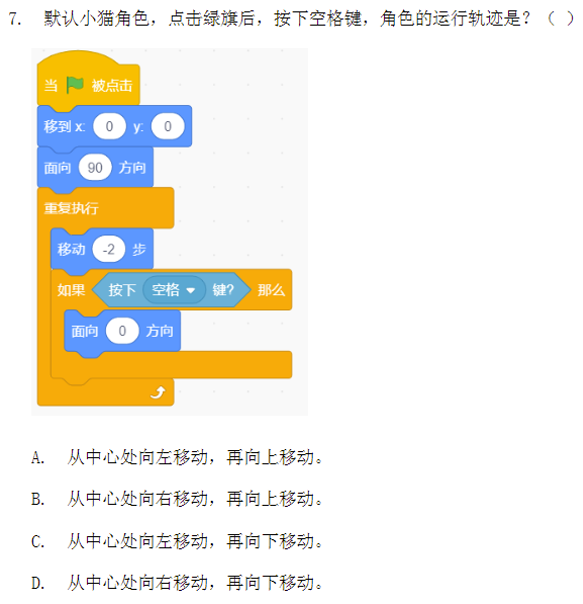 7. 默认小猫角色，点击绿旗后，按下空格键，角色的运行轨迹是？（ ）
当 被点击
移到 x: 0 y: 0
面向 90 方向
重复执行
移动 -2 步
如果 按下 空格 键? 那么
面向 0 方向
A. 从中心处向左移动，再向上移动。
B. 从中心处向右移动，再向上移动。
C. 从中心处向左移动，再向下移动。
D. 从中心处向右移动，再向下移动。